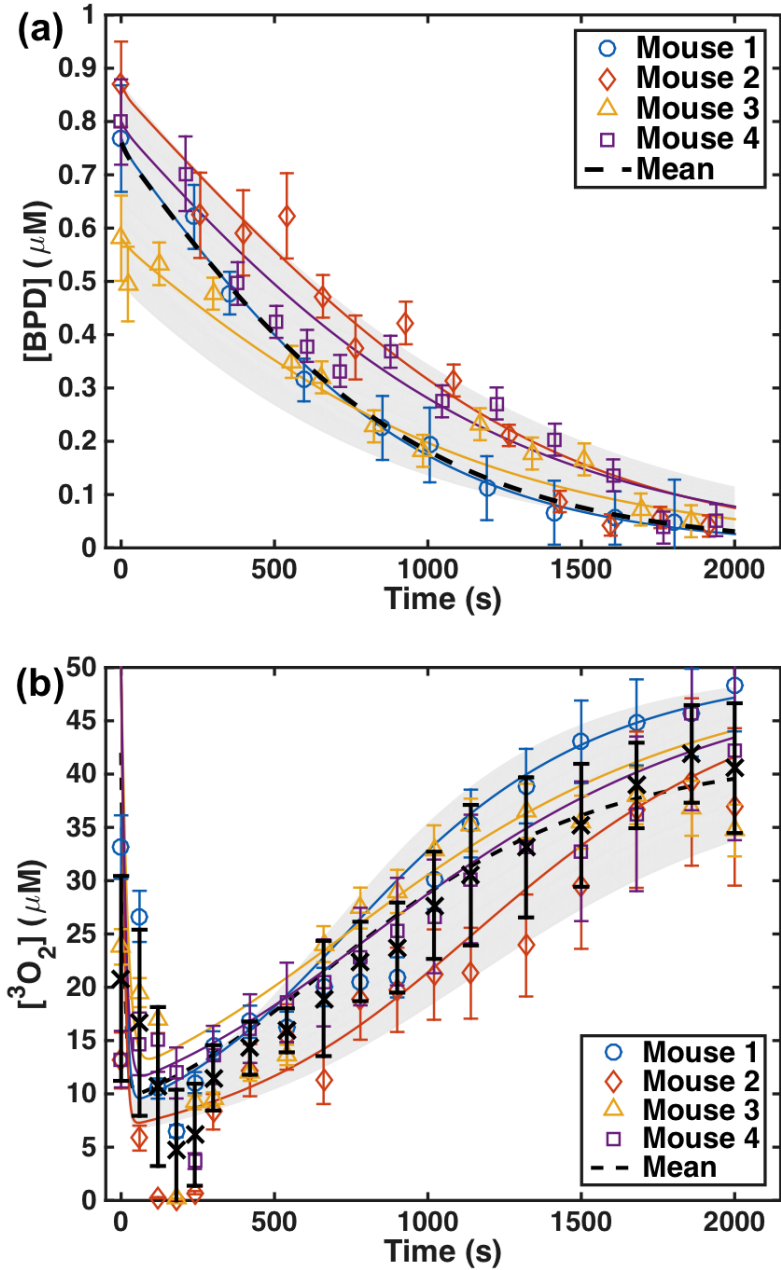 (a)
1
0.9
0.8
0.7
0.6
0.5
0.4
0.3
0.2
0.1
0
[BPD] (μM)
Mouse 1
Mouse 2
Mouse 3
Mouse 4
Mean
0 500 1000 1500 2000
Time (s)
(b)
50
45
40
35
30
25
20
15
10
5
0
[³O₂] (μM)
Mouse 1
Mouse 2
Mouse 3
Mouse 4
Mean
0 500 1000 1500 2000
Time (s)